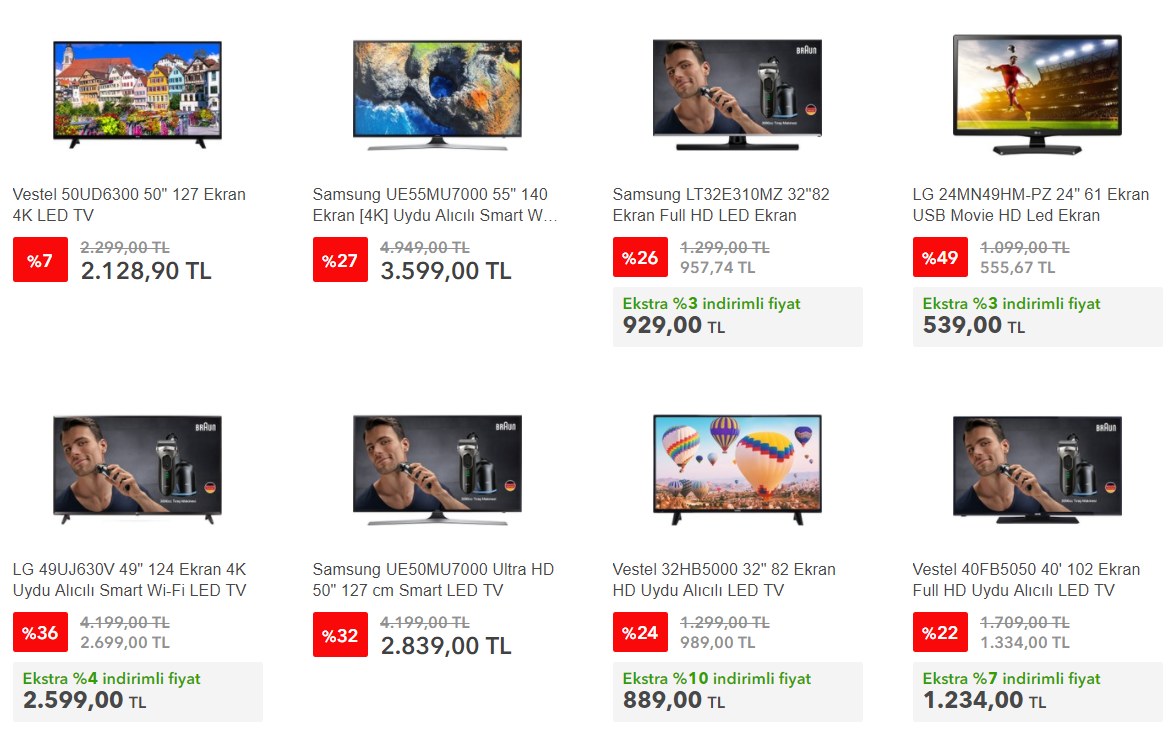 BRAUN
Vestel 50UD6300 50" 127 Ekran
4K LED TV
%7
2.299,00 TL
2.128,90 TL
Samsung UE55MU7000 55" 140
Ekran [4K] Uydu Alıcılı Smart W...
%27
4.949,00 TL
3.599,00 TL
Samsung LT32E310MZ 32"82
Ekran Full HD LED Ekran
%26
1.299,00 TL
957,74 TL
Ekstra %3 indirimli fiyat
929,00 TL
LG 24MN49HM-PZ 24" 61 Ekran
USB Movie HD Led Ekran
%49
1.099,00 TL
555,67 TL
Ekstra %3 indirimli fiyat
539,00 TL
BRAUN
BRAUN
BRAUN
LG 49UJ630V 49" 124 Ekran 4K
Uydu Alıcılı Smart Wi-Fi LED TV
%36
4.199,00 TL
2.699,00 TL
Ekstra %4 indirimli fiyat
2.599,00 TL
Samsung UE50MU7000 Ultra HD
50" 127 cm Smart LED TV
%32
4.199,00 TL
2.839,00 TL
Vestel 32HB5000 32" 82 Ekran
HD Uydu Alıcılı LED TV
%24
1.299,00 TL
989,00 TL
Ekstra %10 indirimli fiyat
889,00 TL
Vestel 40FB5050 40' 102 Ekran
Full HD Uydu Alıcılı LED TV
%22
1.709,00 TL
1.334,00 TL
Ekstra %7 indirimli fiyat
1.234,00 TL